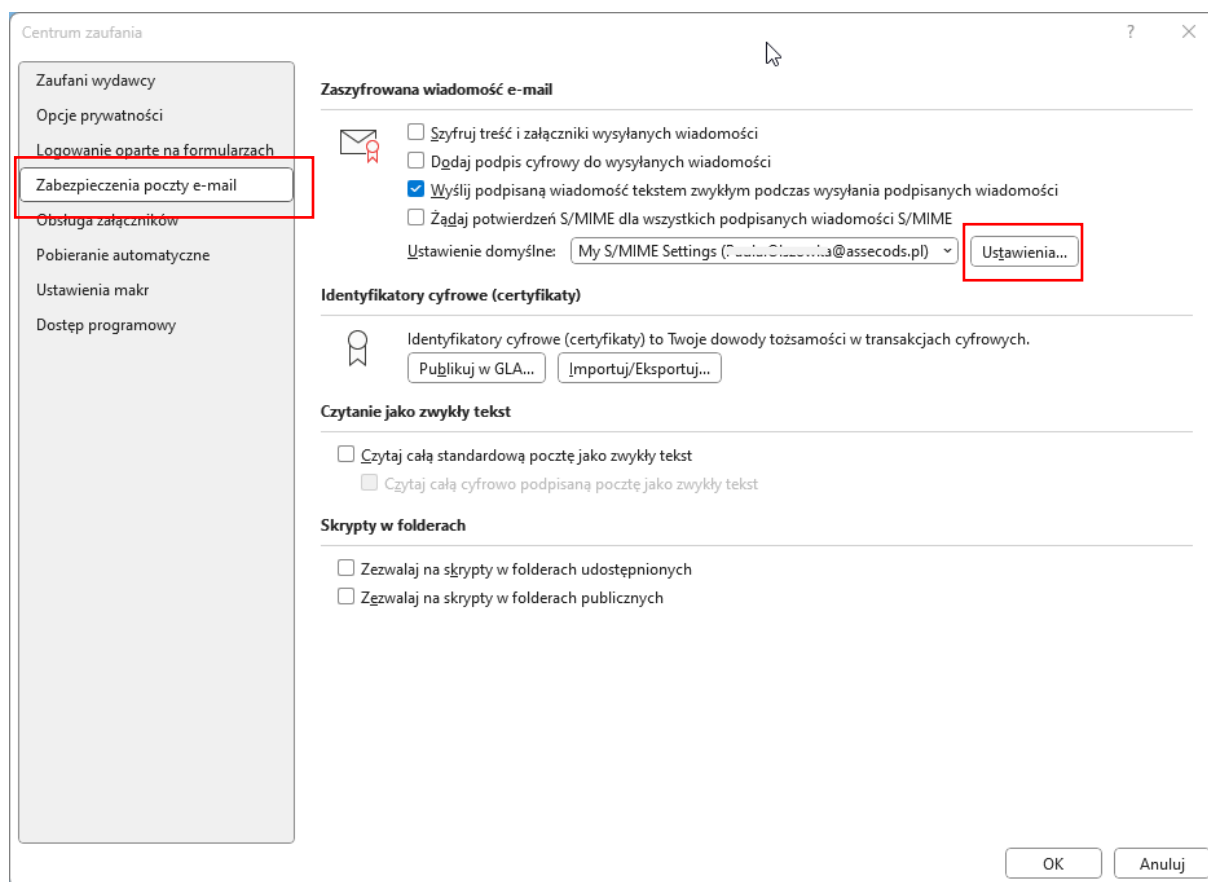 Centrum zaufania
?
Zaufani wydawcy
Opcje prywatności
Logowanie oparte na formularzach
Zabezpieczenia poczty e-mail
Obsługa załączników
Pobieranie automatyczne
Ustawienia makr
Dostęp programowy
Zaszyfrowana wiadomość e-mail
Szyfruj treść i załączniki wysyłanych wiadomości
Dodaj podpis cyfrowy do wysyłanych wiadomości
Wyślij podpisaną wiadomość tekstem zwykłym podczas wysyłania podpisanych wiadomości
Żądaj potwierdzeń S/MIME dla wszystkich podpisanych wiadomości S/MIME
Ustawienie domyślne: My S/MIME Settings ( @assecods.pl) Ustawienia...
Identyfikatory cyfrowe (certyfikaty)
Identyfikatory cyfrowe (certyfikaty) to Twoje dowody tożsamości w transakcjach cyfrowych.
Publikuj w GLA... Importuj/Eksportuj...
Czytanie jako zwykły tekst
Czytaj całą standardową pocztę jako zwykły tekst
Czytaj całą cyfrowo podpisaną pocztę jako zwykły tekst
Skrypty w folderach
Zezwalaj na skrypty w folderach udostępnionych
Zezwalaj na skrypty w folderach publicznych
OK Anuluj